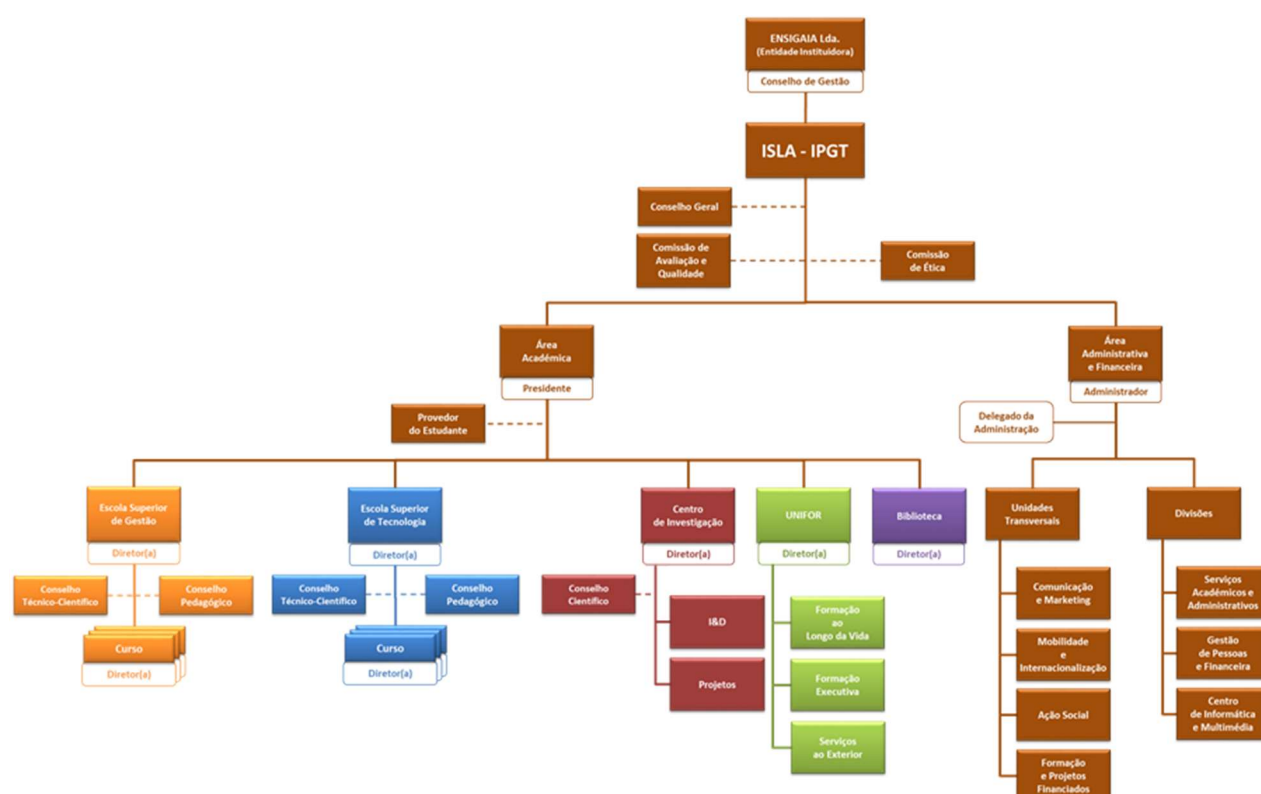 ENSIGAIA Lda.
(Entidade Instituidora)
Conselho de Gestão
ISLA - IPGT
Conselho Geral
Comissão de
Avaliação e
Qualidade
Comissão
de Ética
Área
Académica
Presidente
Área
Administrativa
e Financeira
Administrador
Provedor
do Estudante
Delegado da
Administração
Escola Superior
de Gestão
Diretor(a)
Conselho
Técnico-Científico
Conselho
Pedagógico
Curso
Diretor(a)
Escola Superior
de Tecnologia
Diretor(a)
Conselho
Técnico-Científico
Conselho
Pedagógico
Curso
Diretor(a)
Centro
de Investigação
Diretor(a)
Conselho
Científico
I&D
Projetos
UNIFOR
Diretor(a)
Formação
ao
Longo da Vida
Formação
Executiva
Serviços
ao Exterior
Biblioteca
Diretor(a)
Unidades
Transversais
Comunicação
e Marketing
Mobilidade
e
Internacionalização
Ação Social
Formação
e Projetos
Financiados
Divisões
Serviços
Académicos e
Administrativos
Gestão
de Pessoas
e Financeira
Centro
de Informática
e Multimédia